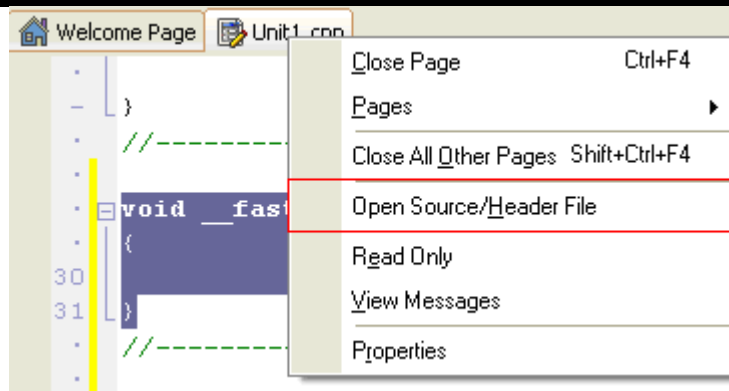 Welcome Page Unit1.cpp
Close Page Ctrl+F4
Pages
}
//---------
Close All Other Pages Shift+Ctrl+F4
void __fast
Open Source/Header File
{
Read Only
30
View Messages
31 }
//---------
Properties